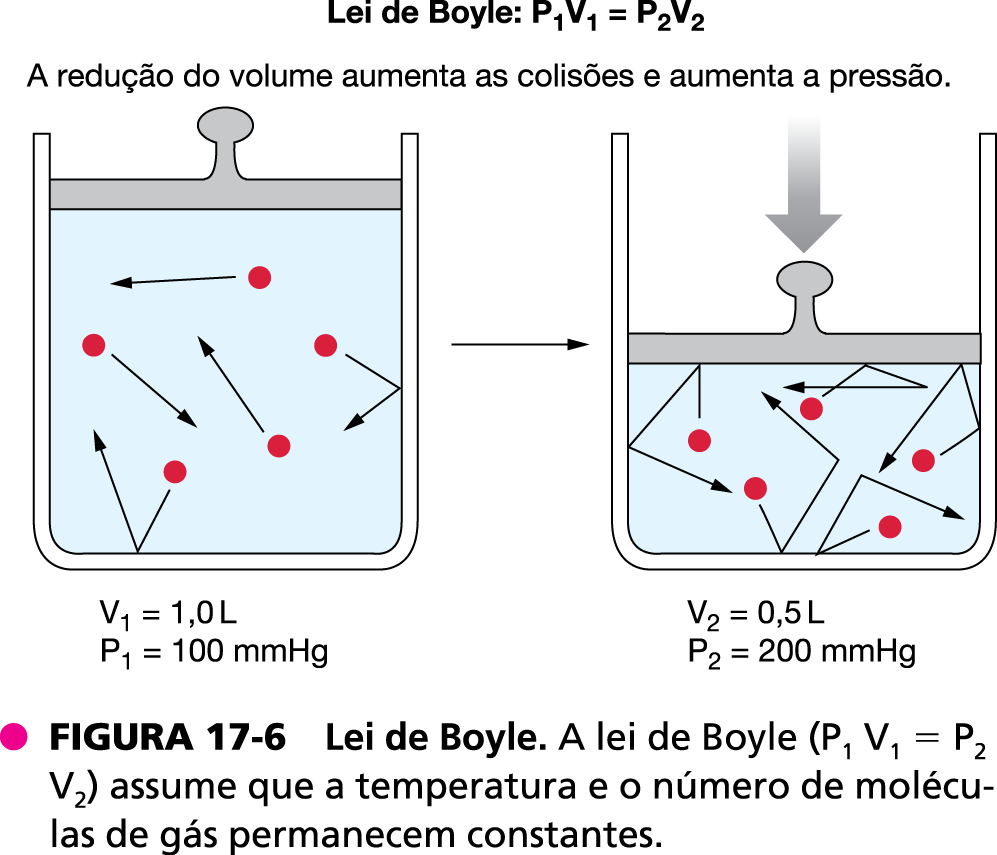 Lei de Boyle: P₁V₁ = P₂V₂
A redução do volume aumenta as colisões e aumenta a pressão.
V₁ = 1,0 L
P₁ = 100 mmHg
V₂ = 0,5 L
P₂ = 200 mmHg
FIGURA 17-6 Lei de Boyle. A lei de Boyle (P₁ V₁ = P₂
V₂) assume que a temperatura e o número de molécu-
las de gás permanecem constantes.